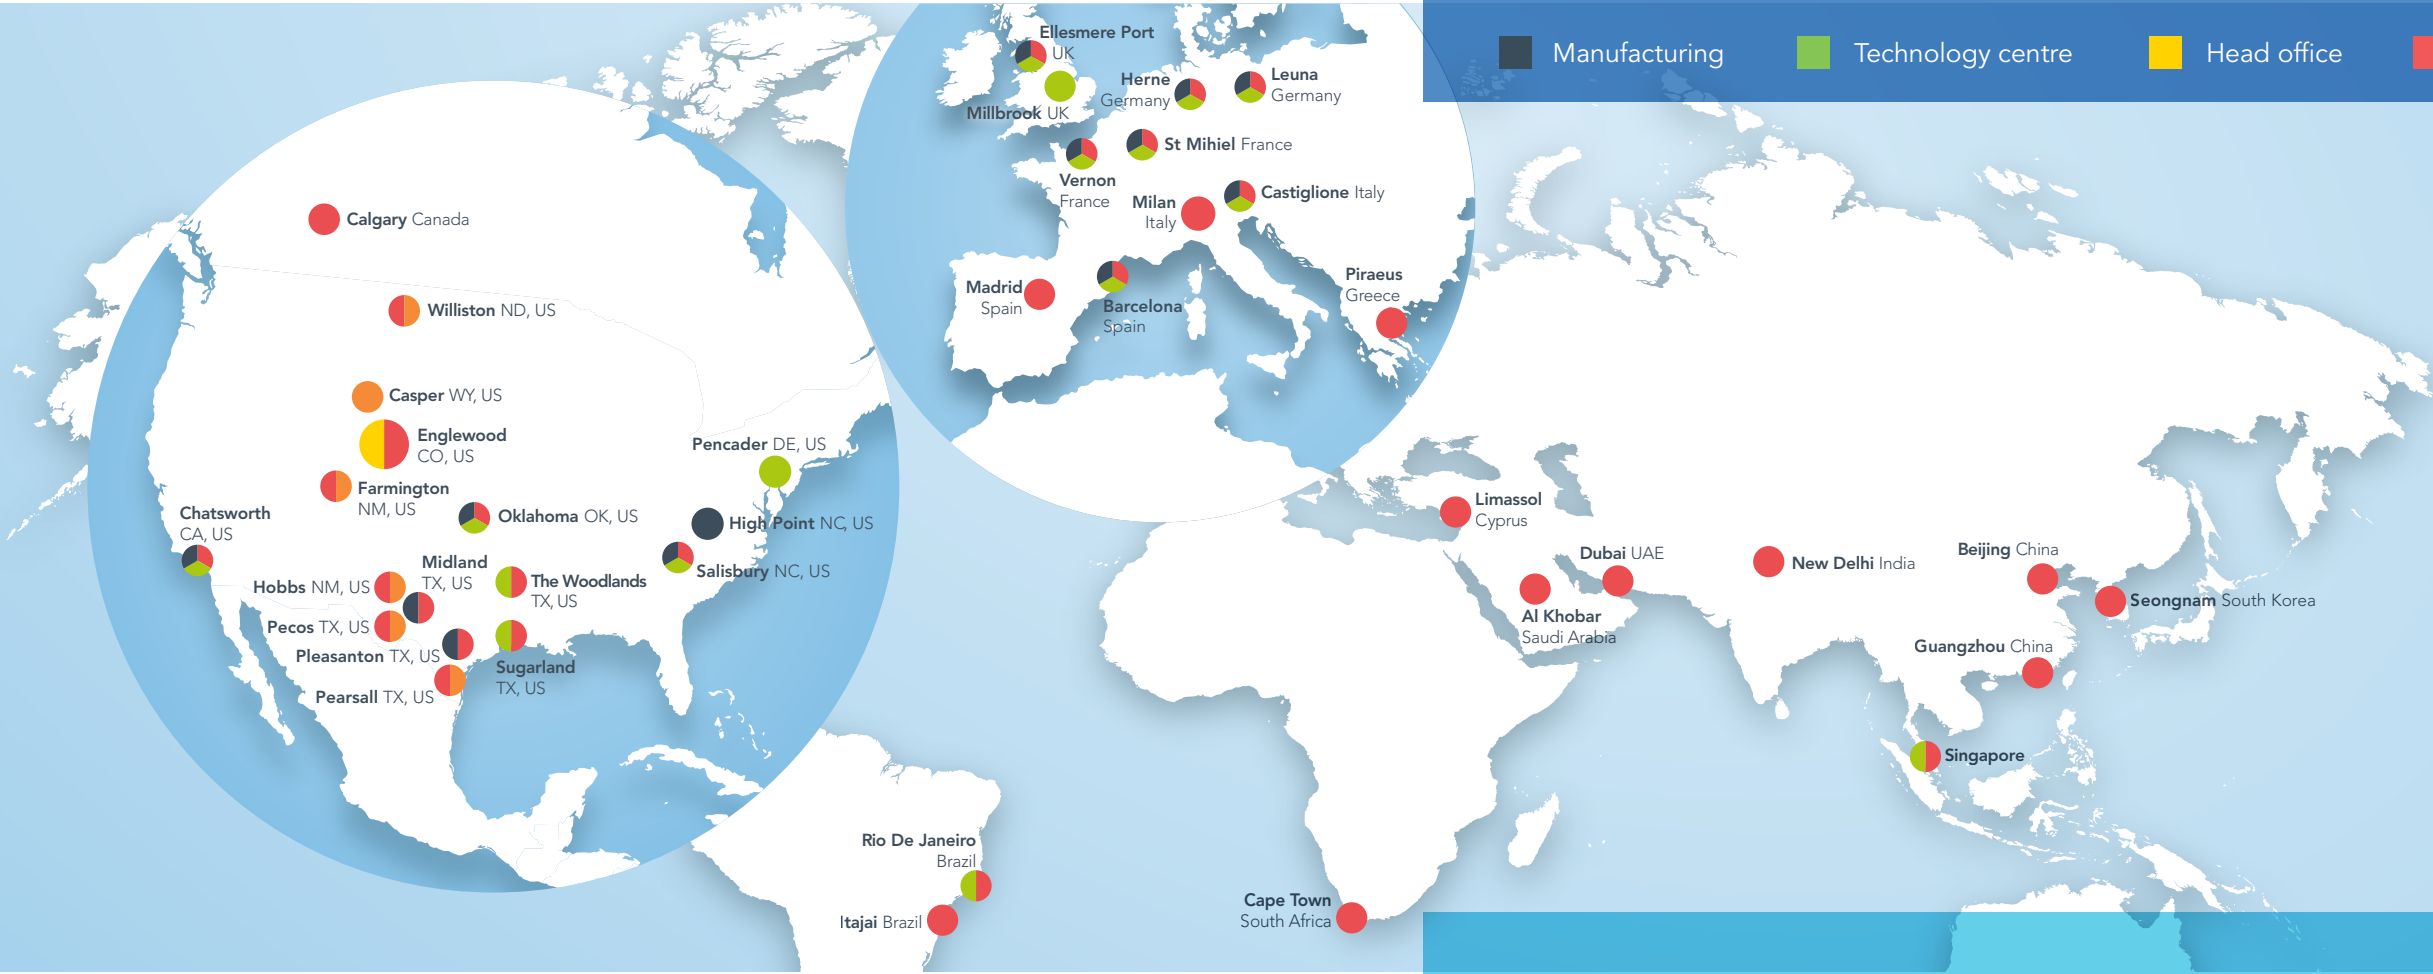 Manufacturing
Technology centre
Head office
Ellesmere Port
UK
Millbrook UK
Herne
Germany
Leuna
Germany
St Mihiel France
Vernon
France
Milan
Italy
Castiglione Italy
Madrid
Spain
Barcelona
Spain
Piraeus
Greece
Calgary Canada
Williston ND, US
Casper WY, US
Englewood
CO, US
Pencader DE, US
Farmington
NM, US
Chatsworth
CA, US
Oklahoma OK, US
High Point NC, US
Salisbury NC, US
Midland
TX, US
The Woodlands
TX, US
Hobbs NM, US
Pecos TX, US
Pleasanton TX, US
Sugarland
TX, US
Pearsall TX, US
Limassol
Cyprus
Dubai UAE
New Delhi India
Beijing China
Al Khobar
Saudi Arabia
Seongnam South Korea
Guangzhou China
Singapore
Rio De Janeiro
Brazil
Itajai Brazil
Cape Town
South Africa